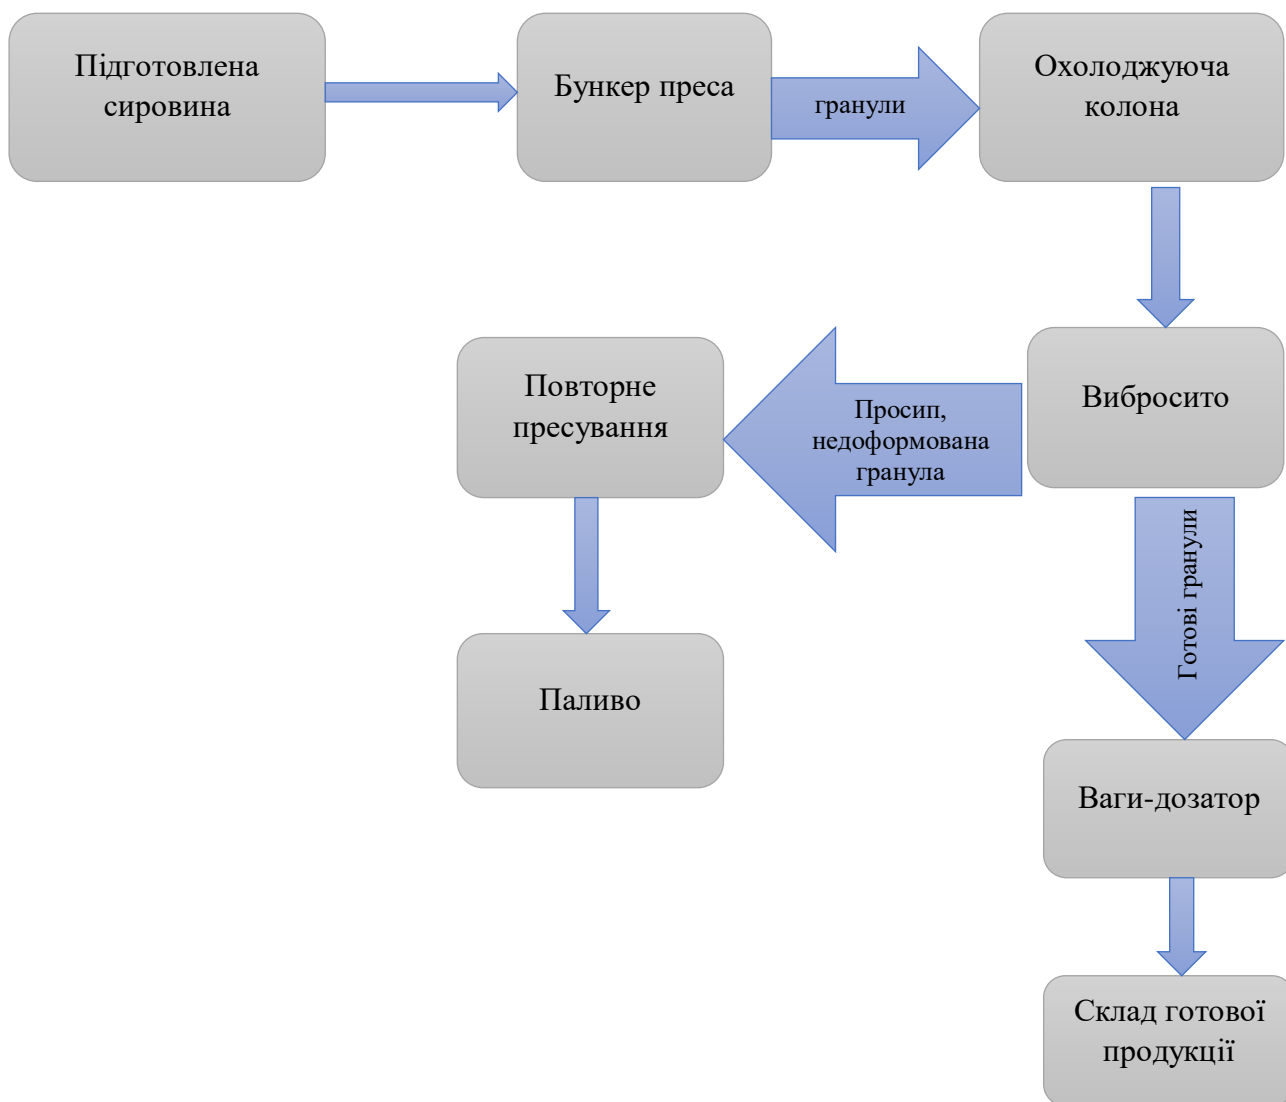 Підготовлена
сировина
Бункер преса
гранули
Охолоджуюча
колона
Повторне
пресування
Просип,
недоформована
гранула
Вибросито
Готові гранули
Паливо
Ваги-дозатор
Склад готової
продукції